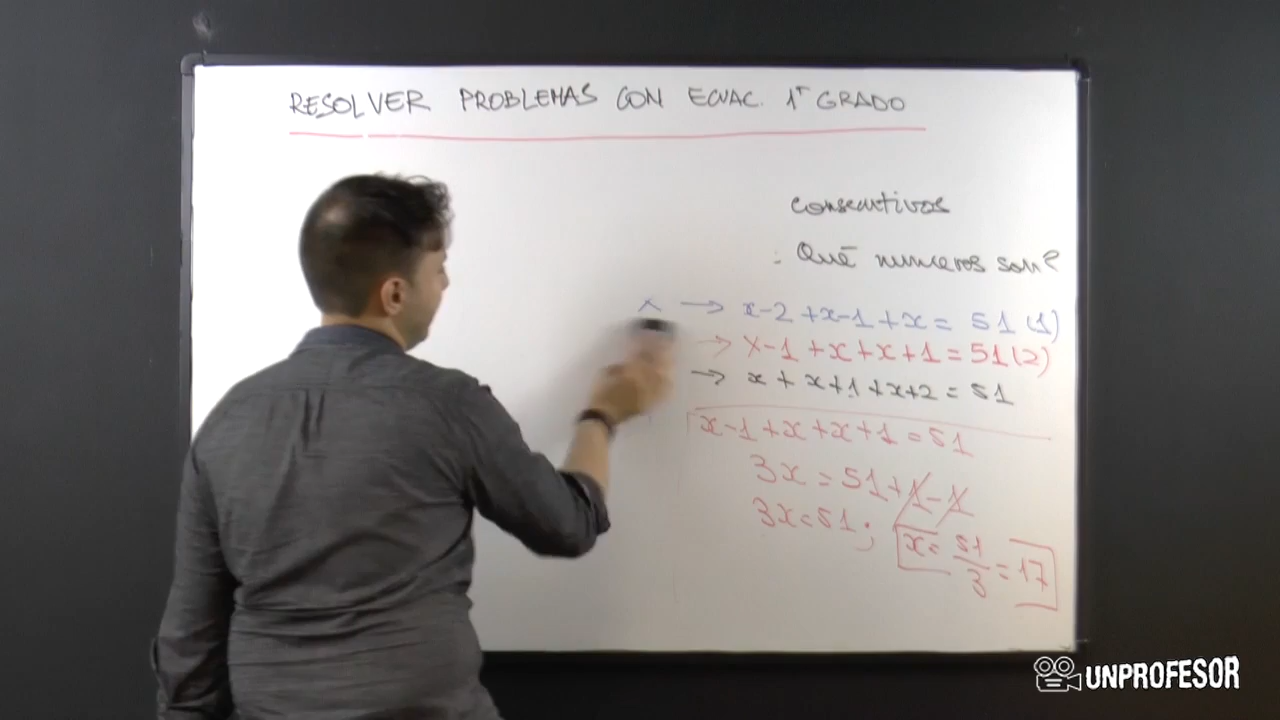 RESOLVER PROBLEMAS CON ECUAC. 1ʳ GRADO
consecutivos
: Qué numeros son?
x → x-2 +x-1 +x = 51 (1)
→ x-1 +x+x+1 = 51 (2)
→ x + x+1 +x+2 = 51
x-1 +x+x+1 = 51
3x = 51+1-1
3x=51; x= 51/3 = 17
UNPROFESOR